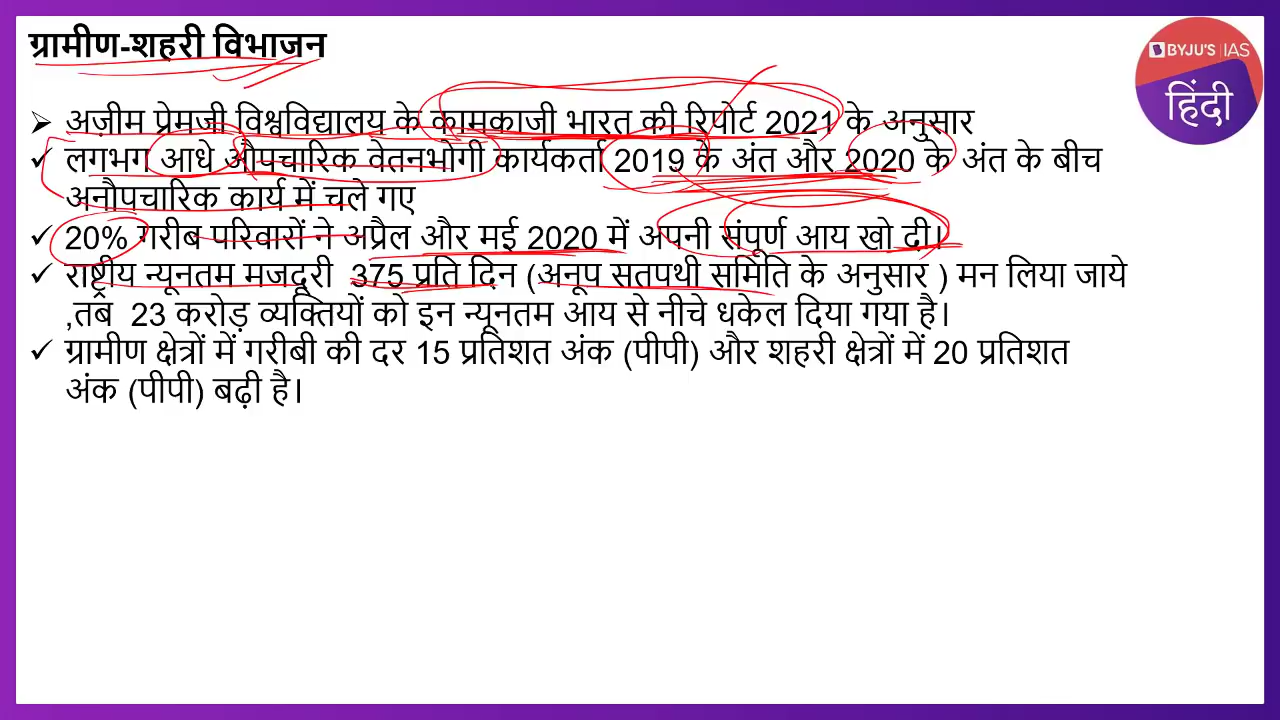 ग्रामीण-शहरी विभाजन
BYJU'S IAS
हिंदी
➤ अज़ीम प्रेमजी विश्वविद्यालय के कामकाजी भारत की रिपोर्ट 2021 के अनुसार
✓ लगभग आधे औपचारिक वेतनभोगी कार्यकर्ता 2019 के अंत और 2020 के अंत के बीच
अनौपचारिक कार्य में चले गए
✓ 20% गरीब परिवारों ने अप्रैल और मई 2020 में अपनी संपूर्ण आय खो दी।
✓ राष्ट्रीय न्यूनतम मजदूरी 375 प्रति दिन (अनूप सतपथी समिति के अनुसार ) मन लिया जाये
,तब 23 करोड़ व्यक्तियों को इन न्यूनतम आय से नीचे धकेल दिया गया है।
✓ ग्रामीण क्षेत्रों में गरीबी की दर 15 प्रतिशत अंक (पीपी) और शहरी क्षेत्रों में 20 प्रतिशत
अंक (पीपी) बढ़ी है।